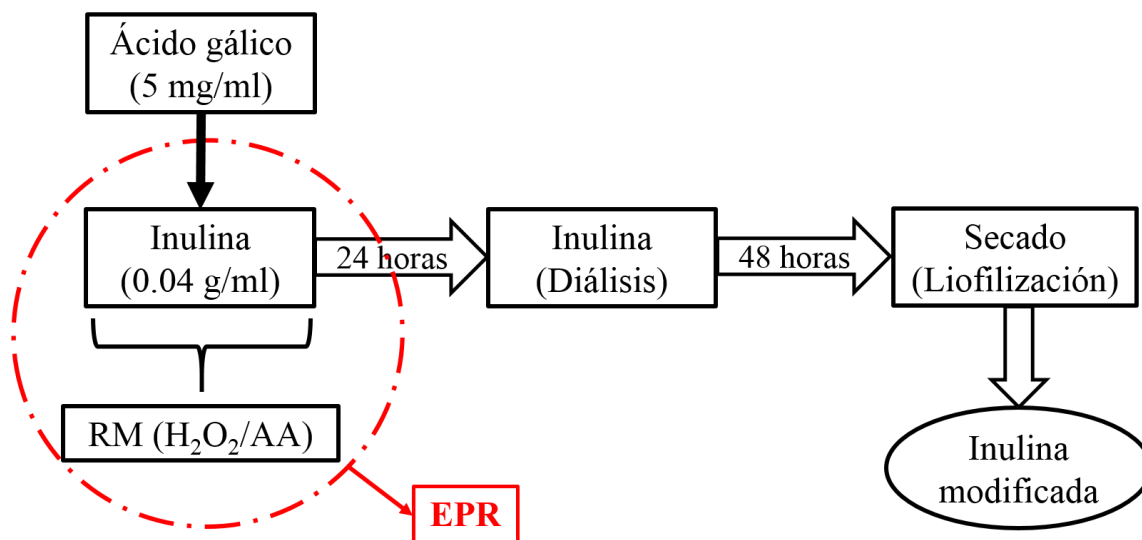 Ácido gálico
(5 mg/ml)
Inulina
(0.04 g/ml)
24 horas
Inulina
(Diálisis)
48 horas
Secado
(Liofilización)
RM (H₂O₂/AA)
EPR
Inulina
modificada